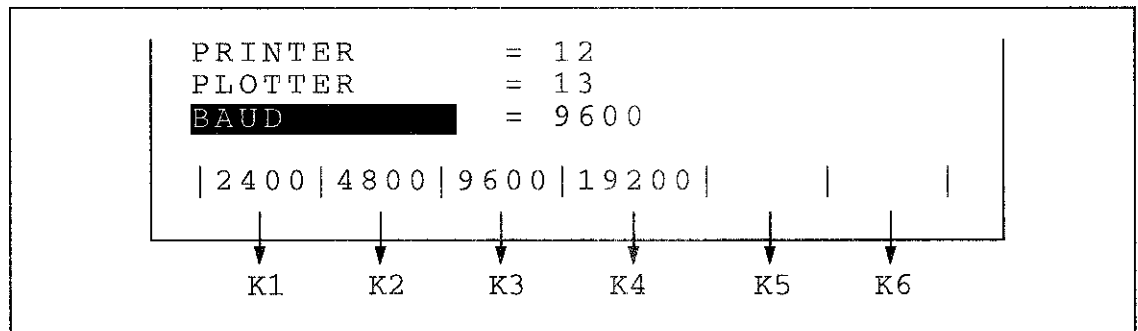 PRINTER = 12
PLOTTER = 13
BAUD = 9600
|2400|4800|9600|19200| | |
K1 K2 K3 K4 K5 K6